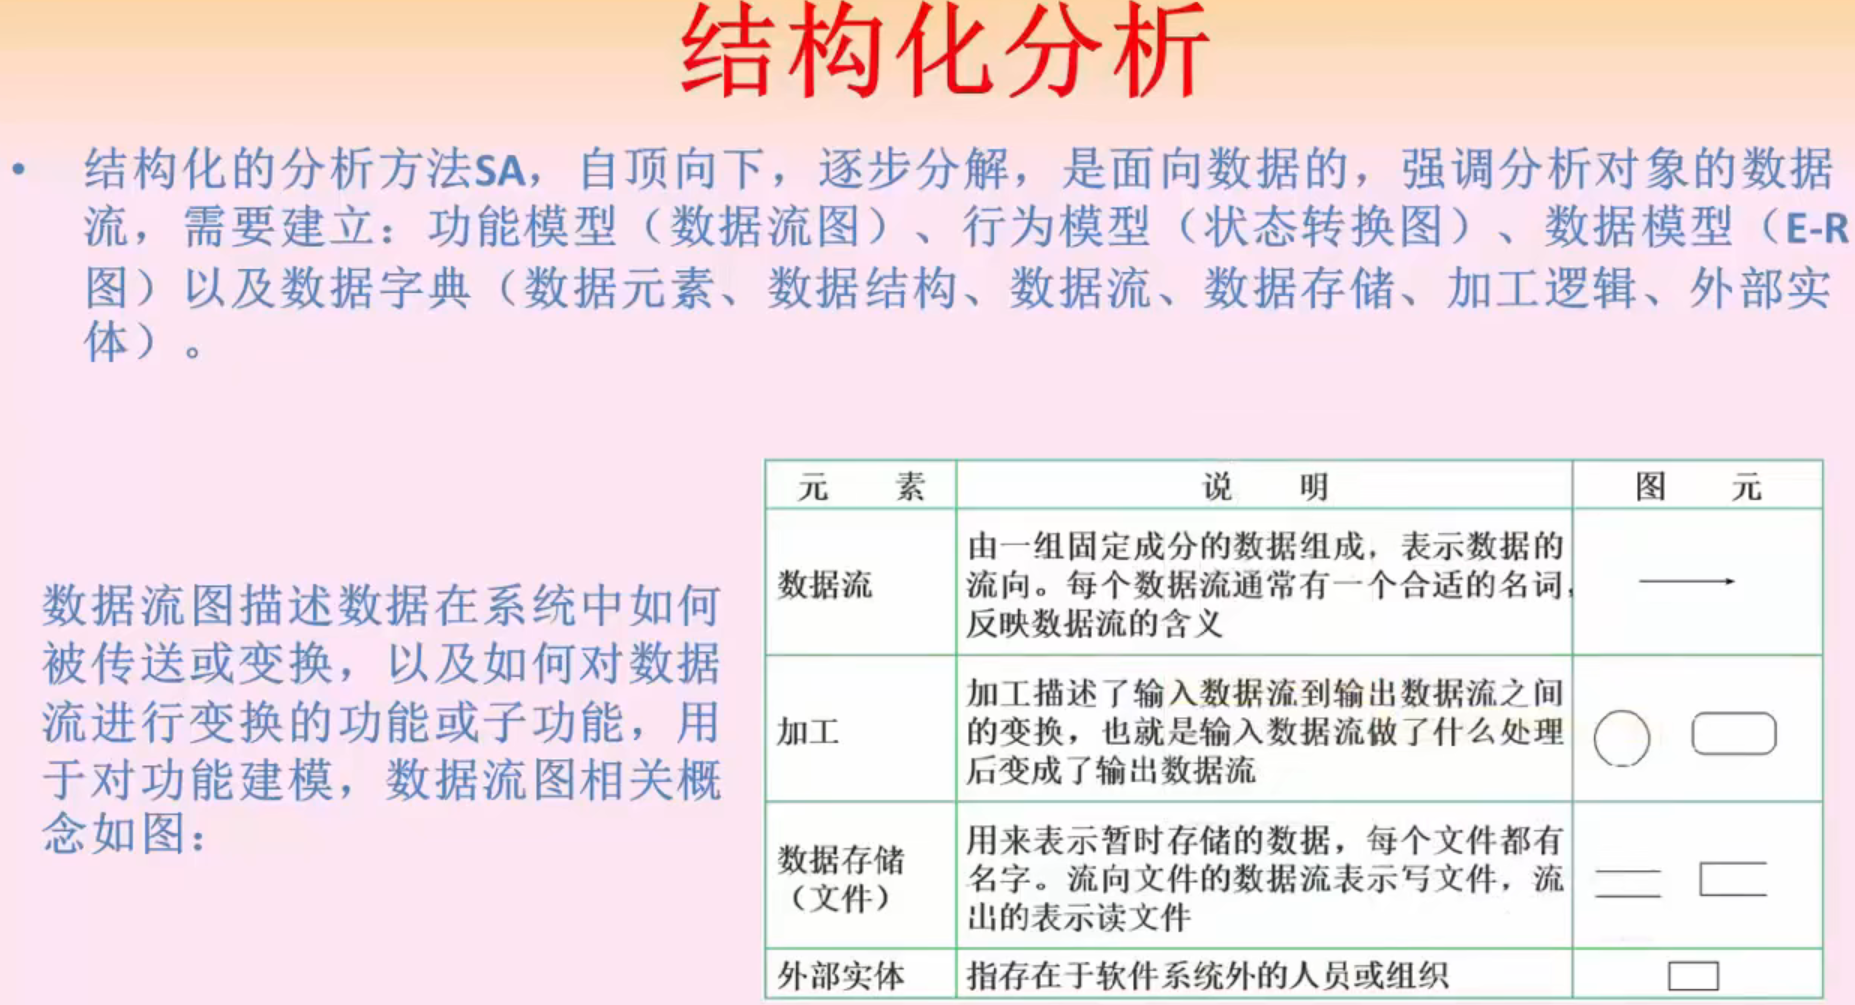 结构化分析
• 结构化的分析方法SA，自顶向下，逐步分解，是面向数据的，强调分析对象的数据
流，需要建立：功能模型（数据流图）、行为模型（状态转换图）、数据模型（E-R
图）以及数据字典（数据元素、数据结构、数据流、数据存储、加工逻辑、外部实
体）。
数据流图描述数据在系统中如何
被传送或变换，以及如何对数据
流进行变换的功能或子功能，用
于对功能建模，数据流图相关概
念如图：
元 素 说 明 图 元
数据流
由一组固定成分的数据组成，表示数据的
流向。每个数据流通常有一个合适的名词，
反映数据流的含义
加工
加工描述了输入数据流到输出数据流之间
的变换，也就是输入数据流做了什么处理
后变成了输出数据流
数据存储
（文件）
用来表示暂时存储的数据，每个文件都有
名字。流向文件的数据流表示写文件，流
出的表示读文件
外部实体 指存在于软件系统外的人员或组织